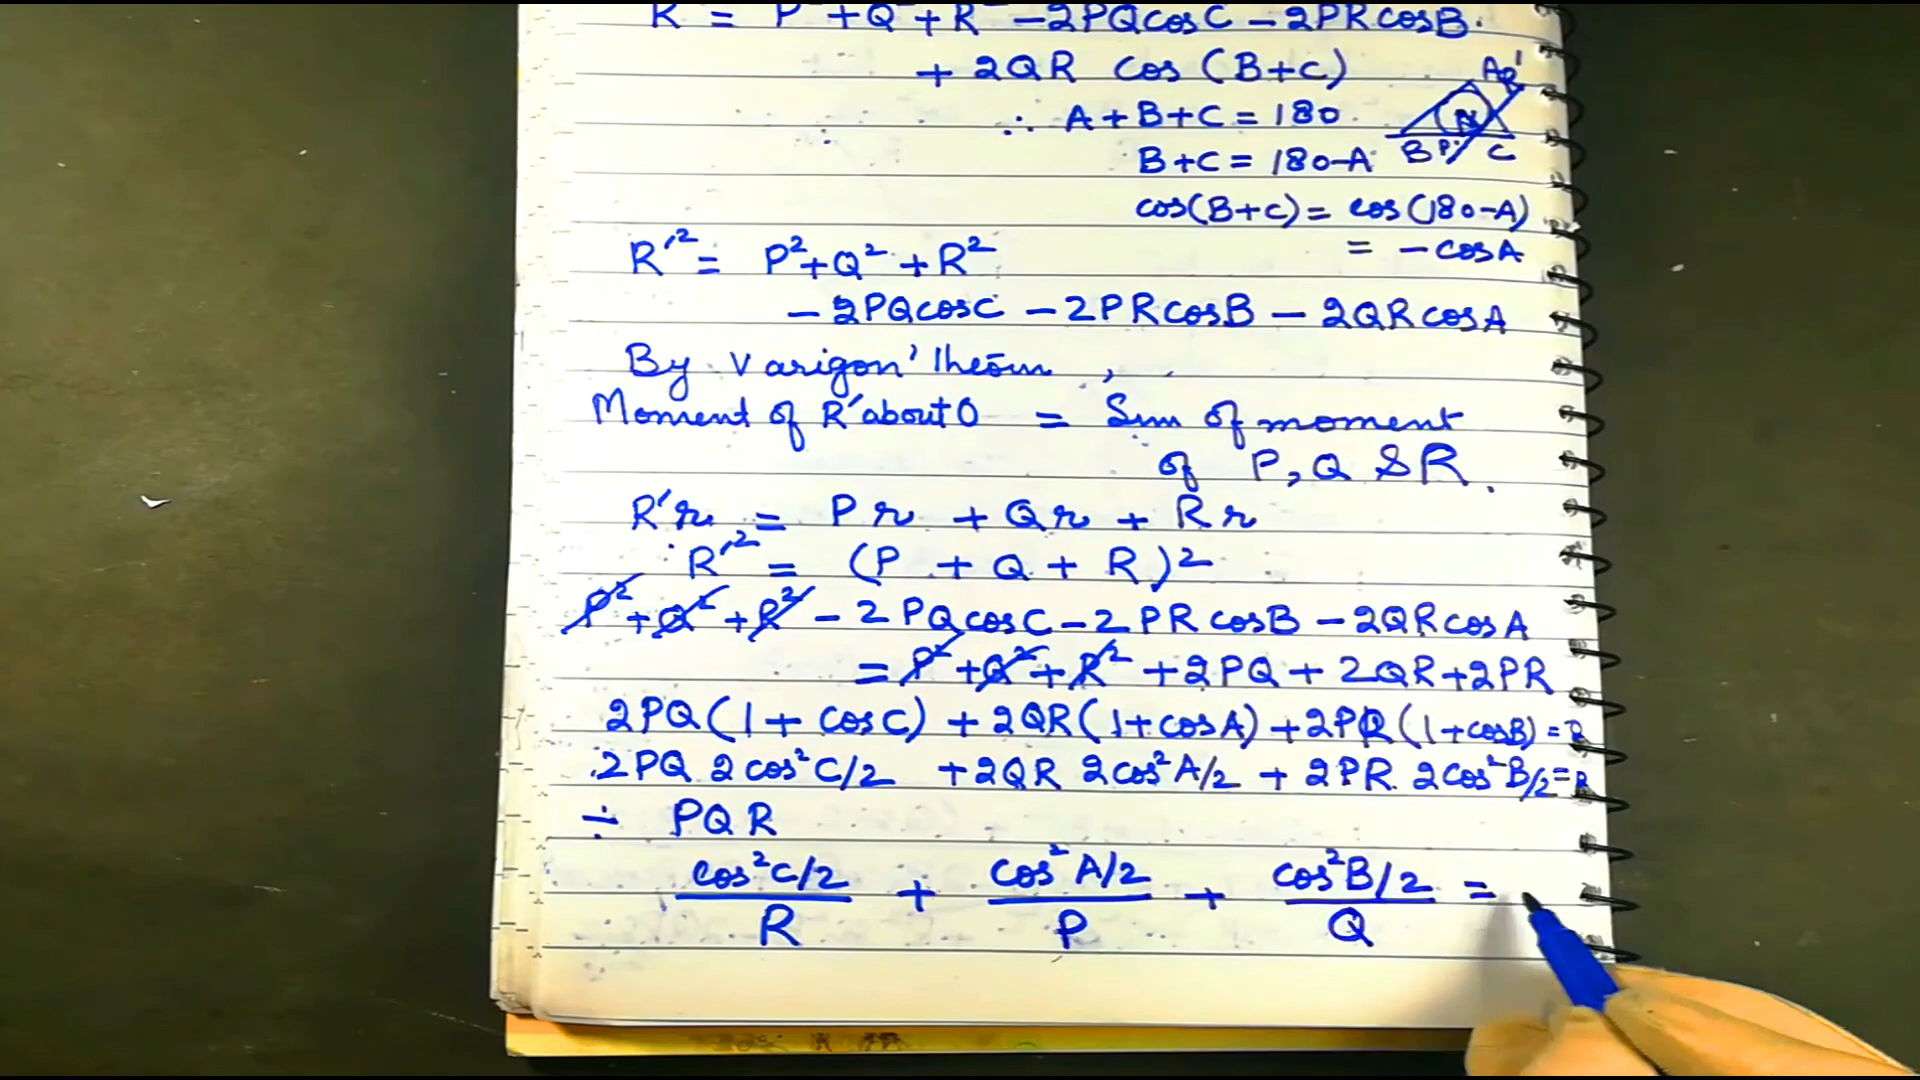 R = P + Q + R - 2PQcosC - 2PRcosB.
+ 2QR cos (B+C)
∴ A + B + C = 180
B + C = 180-A
A Q'
R'
B P' C
cos(B+C) = cos(180-A)
= - cosA
R'² = P² + Q² + R²
- 2PQcosC - 2PRcosB - 2QRcosA
By Varigon' Theom,
Moment of R' about O = Sum of moment
of P, Q & R.
R'r = Pr + Qr + Rr
R'² = (P + Q + R)²
P² + Q² + R² - 2PQcosC - 2PRcosB - 2QRcosA
= P² + Q² + R² + 2PQ + 2QR + 2PR
2PQ(1 + cosC) + 2QR(1+cosA) + 2PR(1+cosB) =
2PQ 2cos²C/2 + 2QR 2cos²A/2 + 2PR. 2cos²B/2 =
÷ PQR
cos²C/2 / R + cos²A/2 / P + cos²B/2 / Q =